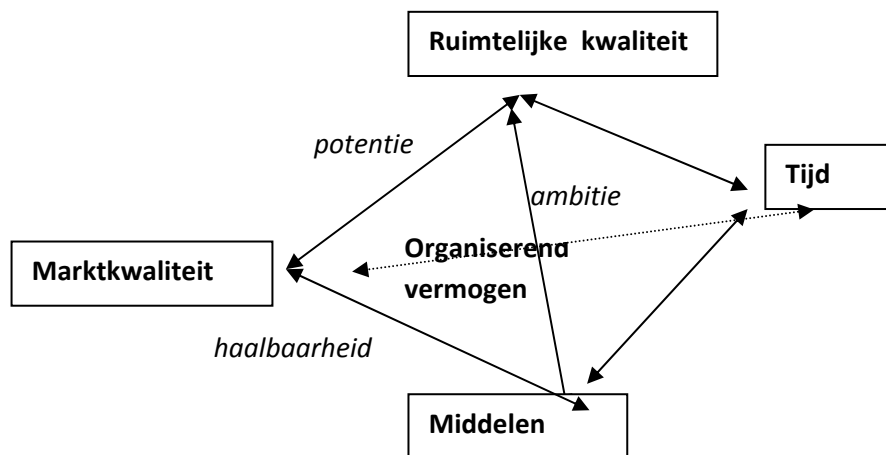 Ruimtelijke kwaliteit
potentie
Tijd
ambitie
Organiserend
vermogen
Marktkwaliteit
haalbaarheid
Middelen